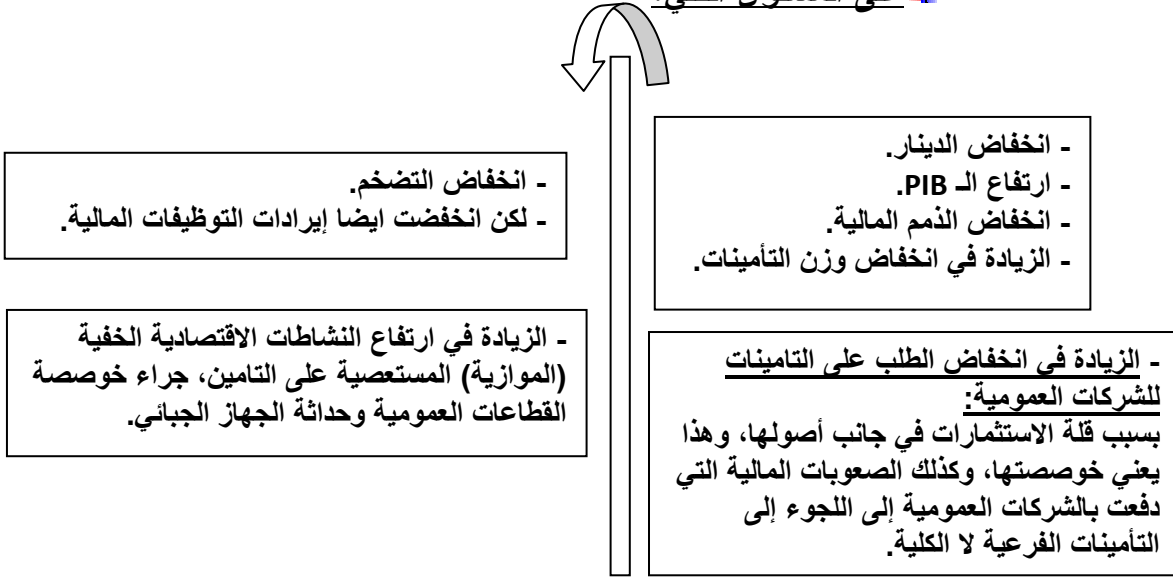 - انخفاض الدينار.
- ارتفاع الـ PIB.
- انخفاض الذمم المالية.
- الزيادة في انخفاض وزن التأمينات.
- انخفاض التضخم.
- لكن انخفضت ايضا إيرادات التوظيفات المالية.
- الزيادة في انخفاض الطلب على التامينات
للشركات العمومية:
بسبب قلة الاستثمارات في جانب أصولها، وهذا
يعني خوصصتها، وكذلك الصعوبات المالية التي
دفعت بالشركات العمومية إلى اللجوء إلى
التأمينات الفرعية لا الكلية.
- الزيادة في ارتفاع النشاطات الاقتصادية الخفية
(الموازية) المستعصية على التامين، جراء خوصصة
القطاعات العمومية وحداثة الجهاز الجبائي.